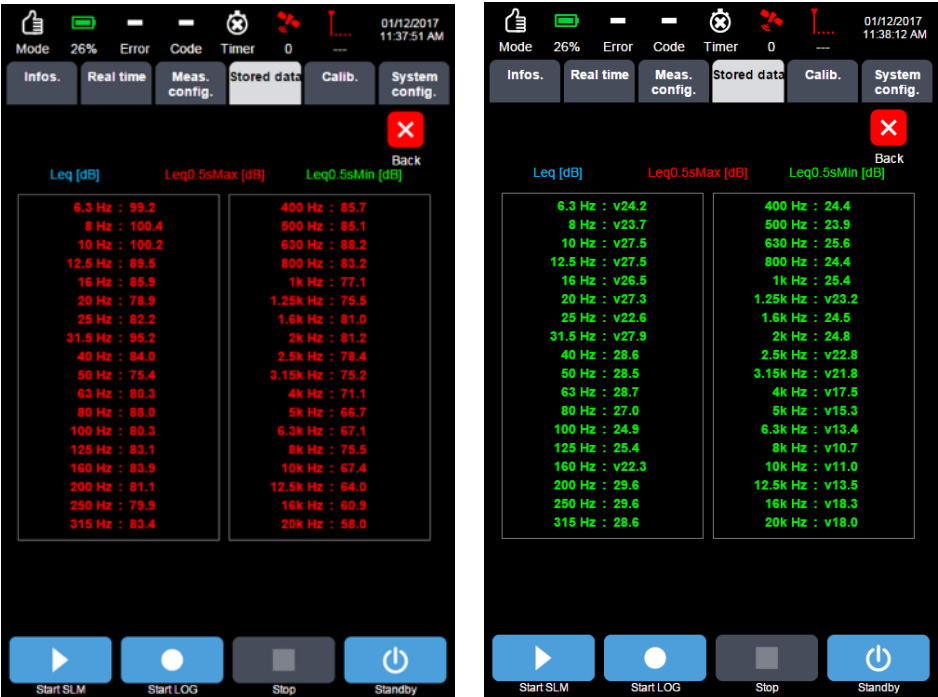 01/12/2017
11:37:51 AM
Mode 26% Error Code Timer 0 ---
Infos. Real time Meas. config. Stored data Calib. System config.
Back
Leq [dB] Leq0.5sMax [dB] Leq0.5sMin [dB]
6.3 Hz : 99.2 400 Hz : 85.7
8 Hz : 100.4 500 Hz : 85.1
10 Hz : 100.2 630 Hz : 88.2
12.5 Hz : 89.5 800 Hz : 83.2
16 Hz : 85.9 1k Hz : 77.1
20 Hz : 78.9 1.25k Hz : 75.5
25 Hz : 82.2 1.6k Hz : 81.0
31.5 Hz : 95.2 2k Hz : 81.2
40 Hz : 84.0 2.5k Hz : 78.4
50 Hz : 75.4 3.15k Hz : 75.2
63 Hz : 80.3 4k Hz : 71.1
80 Hz : 88.0 5k Hz : 66.7
100 Hz : 80.3 6.3k Hz : 67.1
125 Hz : 83.1 8k Hz : 75.5
160 Hz : 83.9 10k Hz : 67.4
200 Hz : 81.1 12.5k Hz : 64.0
250 Hz : 79.9 16k Hz : 60.9
315 Hz : 83.4 20k Hz : 58.0
Start SLM Start LOG Stop Standby
01/12/2017
11:38:12 AM
Mode 26% Error Code Timer 0 ---
Infos. Real time Meas. config. Stored data Calib. System config.
Back
Leq [dB] Leq0.5sMax [dB] Leq0.5sMin [dB]
6.3 Hz : v24.2 400 Hz : 24.4
8 Hz : v23.7 500 Hz : 23.9
10 Hz : v27.5 630 Hz : 25.6
12.5 Hz : v27.5 800 Hz : 24.4
16 Hz : v26.5 1k Hz : 25.4
20 Hz : v27.3 1.25k Hz : v23.2
25 Hz : v22.6 1.6k Hz : 24.5
31.5 Hz : v27.9 2k Hz : 24.8
40 Hz : 28.6 2.5k Hz : v22.8
50 Hz : 28.5 3.15k Hz : v21.8
63 Hz : 28.7 4k Hz : v17.5
80 Hz : 27.0 5k Hz : v15.3
100 Hz : 24.9 6.3k Hz : v13.4
125 Hz : 25.4 8k Hz : v10.7
160 Hz : v22.3 10k Hz : v11.0
200 Hz : 29.6 12.5k Hz : v13.5
250 Hz : 29.6 16k Hz : v18.3
315 Hz : 28.6 20k Hz : v18.0
Start SLM Start LOG Stop Standby